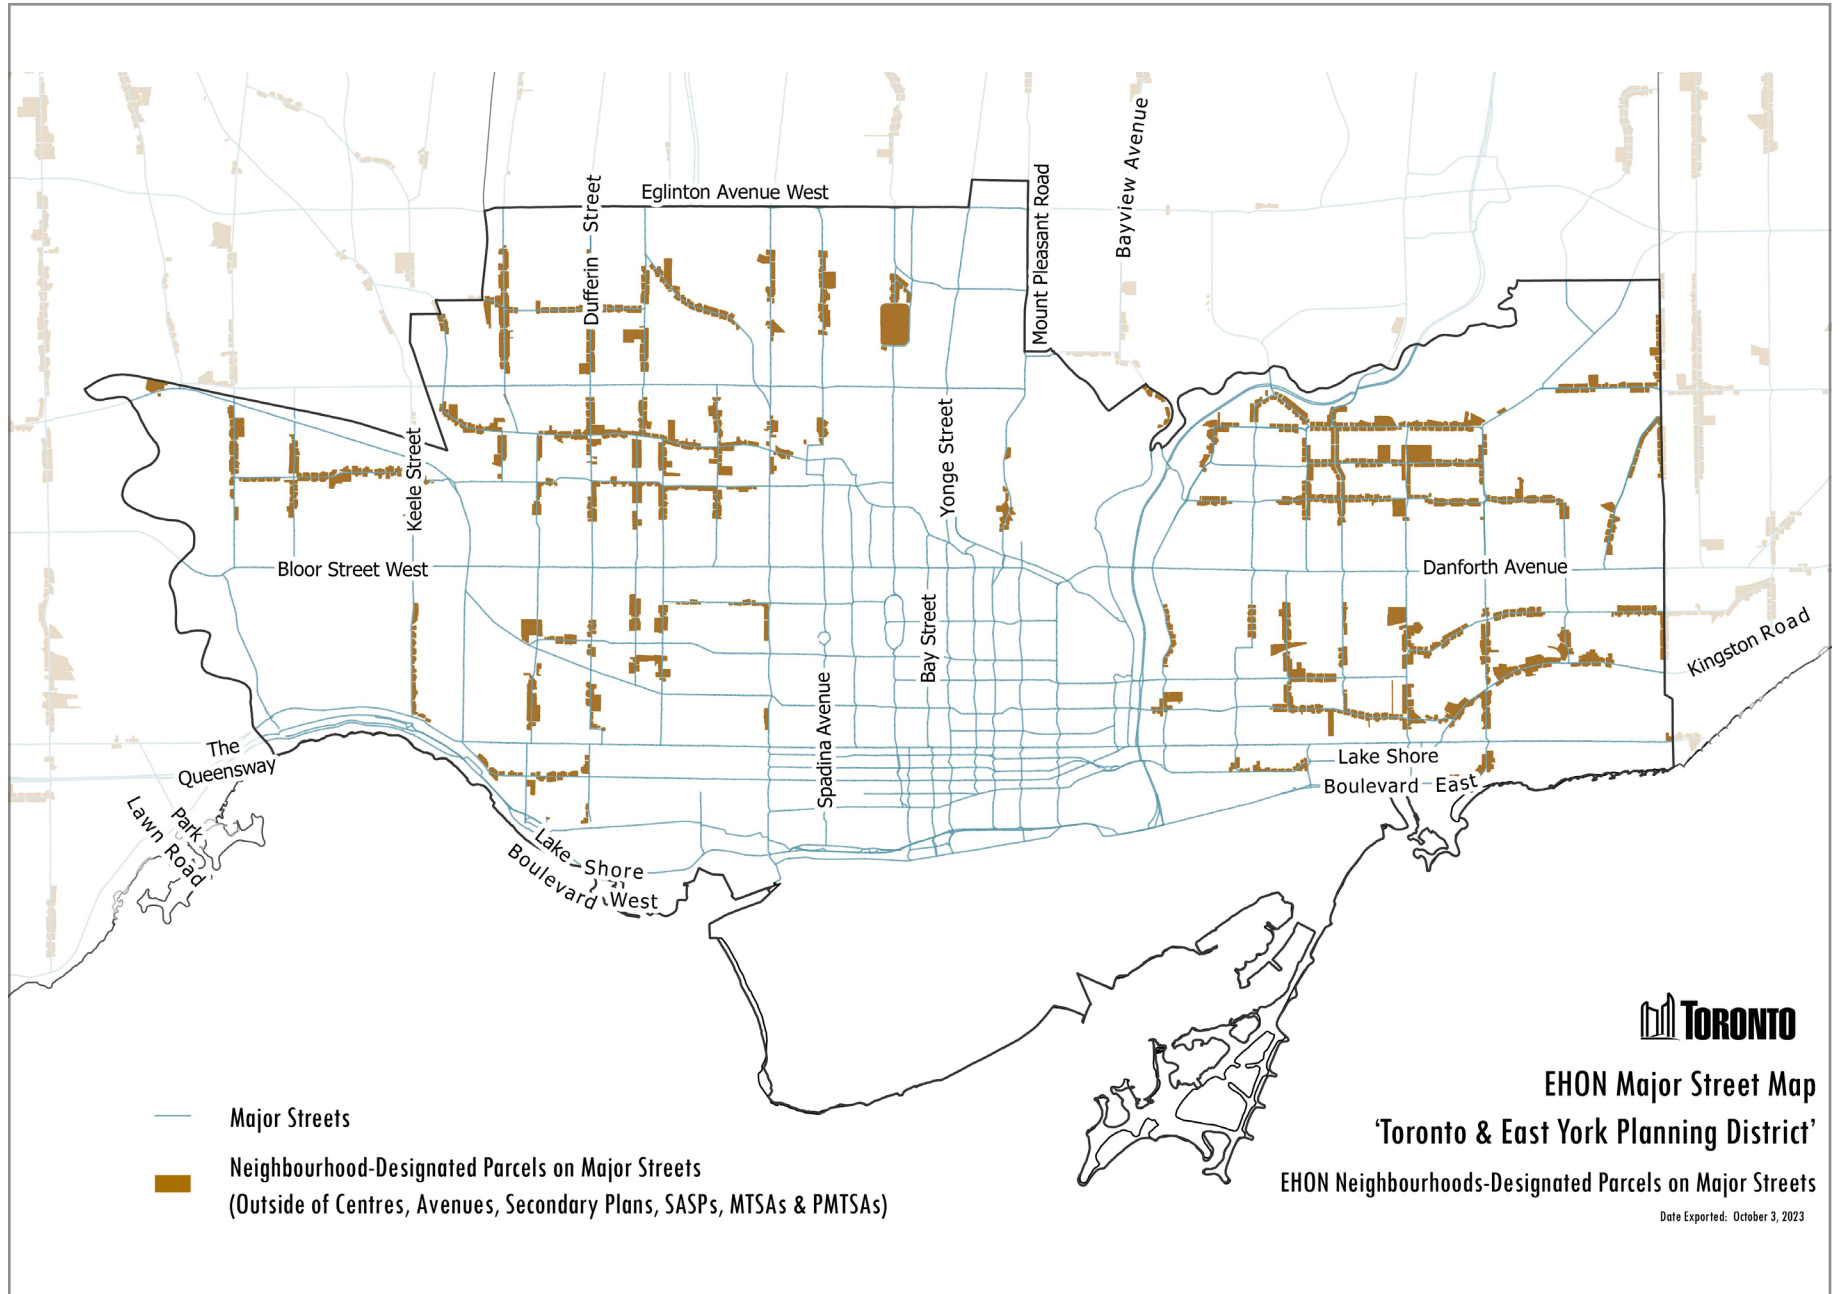 Eglinton Avenue West
Dufferin Street
Mount Pleasant Road
Bayview Avenue
Keele Street
Yonge Street
Bloor Street West
Danforth Avenue
Bay Street
Spadina Avenue
Kingston Road
The
Queensway
Park
Lawn Road
Lake Shore
Boulevard East
Lake Shore
Boulevard West
TORONTO
EHON Major Street Map
‘Toronto & East York Planning District’
EHON Neighbourhoods-Designated Parcels on Major Streets
Date Exported: October 3, 2023
Major Streets
Neighbourhood-Designated Parcels on Major Streets
(Outside of Centres, Avenues, Secondary Plans, SASPs, MTSAs & PMTSAs)